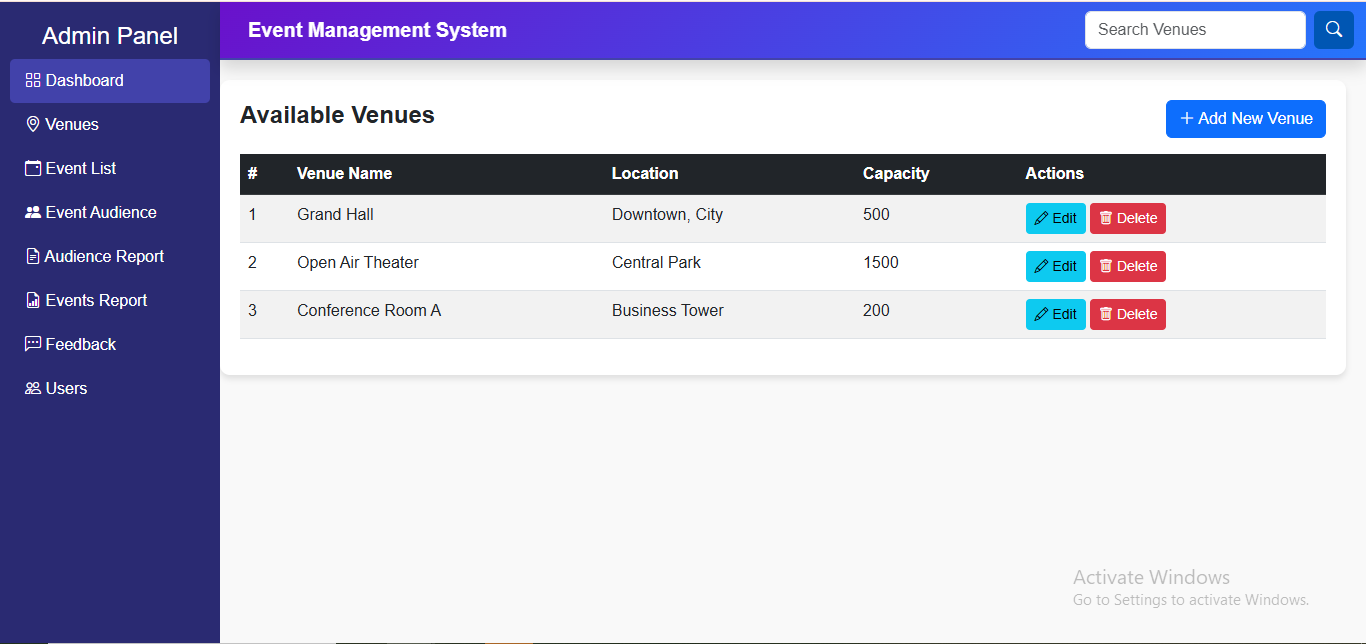 Admin Panel
Dashboard
Venues
Event List
Event Audience
Audience Report
Events Report
Feedback
Users
Event Management System
Search Venues
Available Venues
Add New Venue
# Venue Name Location Capacity Actions
1 Grand Hall Downtown, City 500 Edit Delete
2 Open Air Theater Central Park 1500 Edit Delete
3 Conference Room A Business Tower 200 Edit Delete
Activate Windows
Go to Settings to activate Windows.